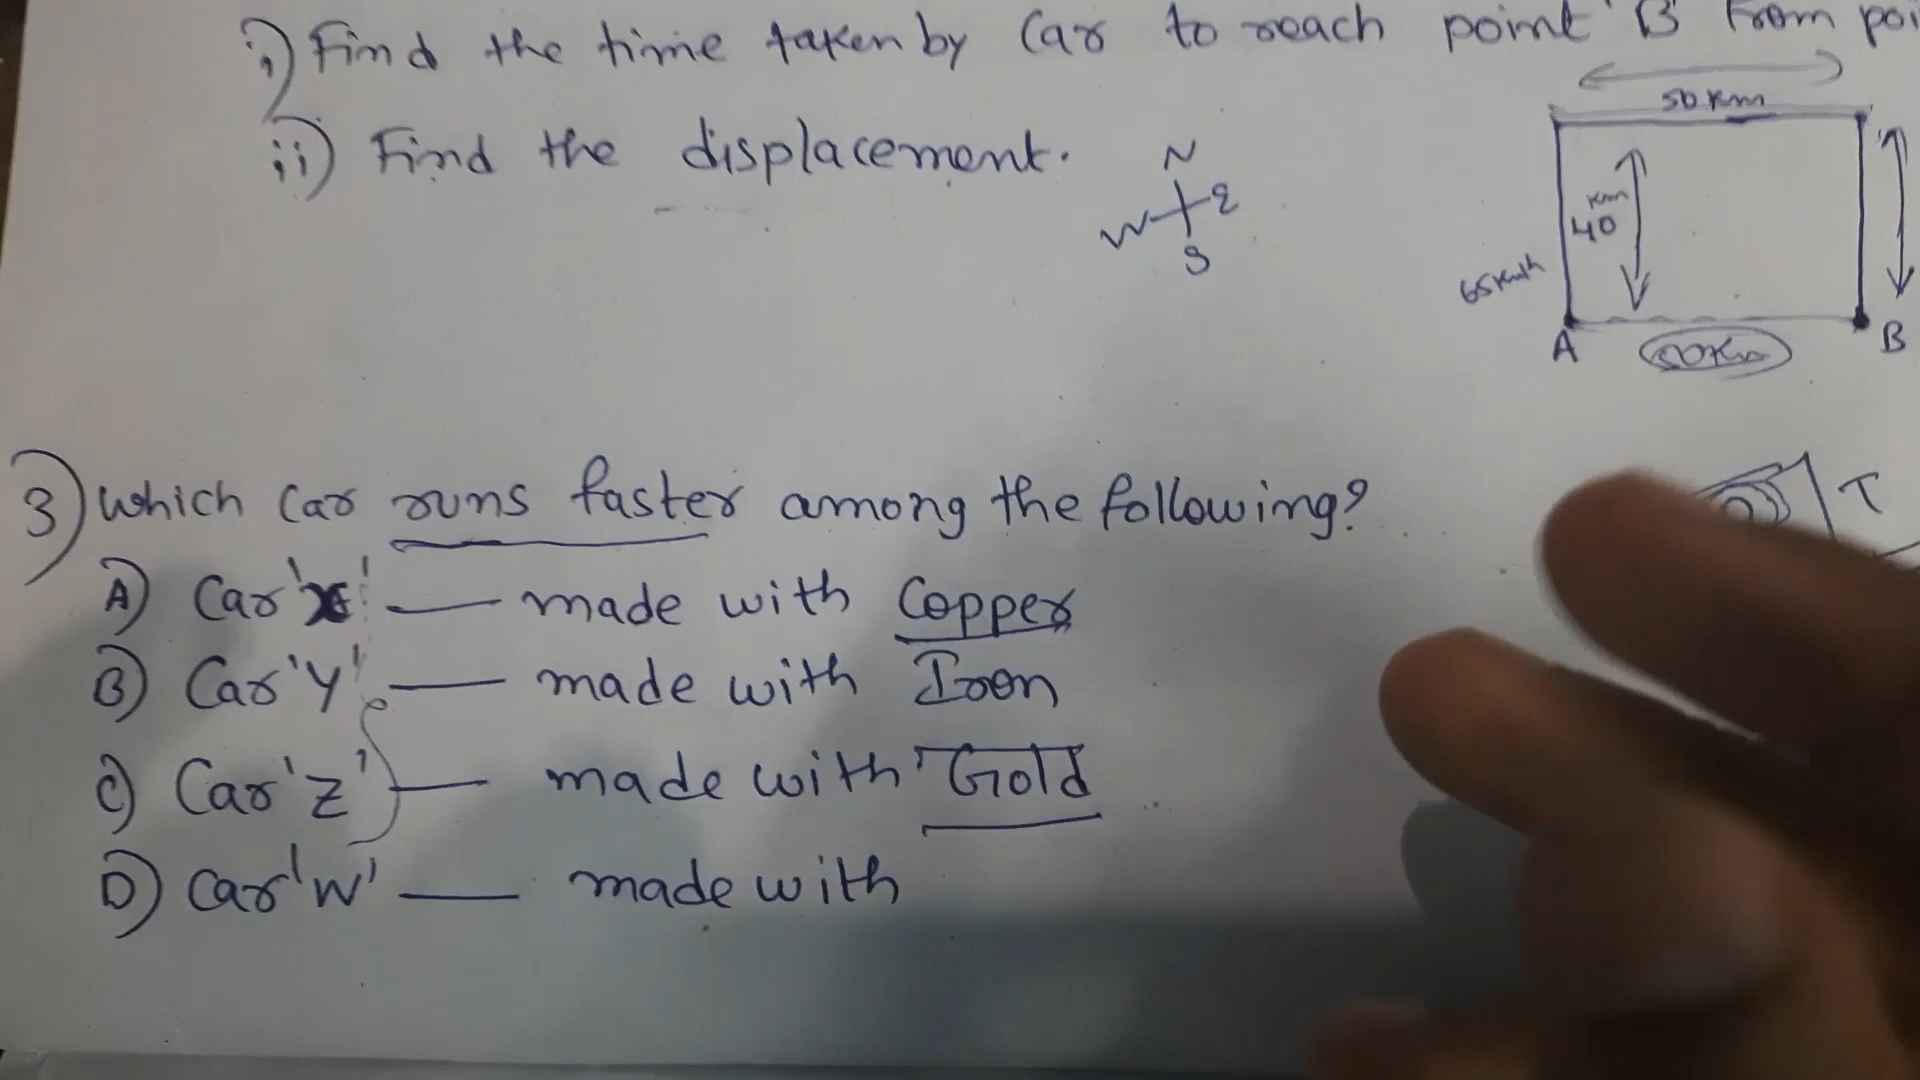 i) Find the time taken by Car to reach point 'B' from
ii) Find the displacement.
N
W E
S
50 Km
40 Km
65 Km/h
A
B
3) Which Car runs faster among the following?
A) Car 'X' — made with Copper
B) Car 'Y' — made with Iron
C) Car 'Z' — made with Gold
D) Car 'W' — made with
T